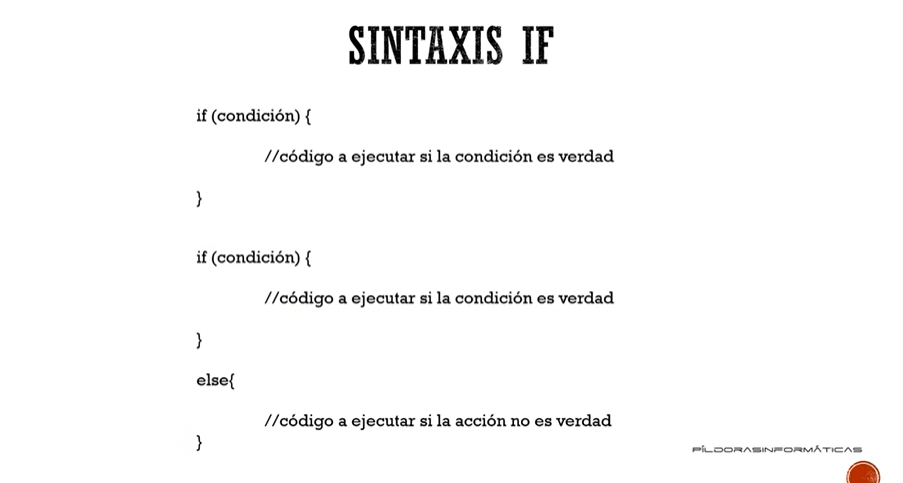 SINTAXIS IF
if (condición) {
//código a ejecutar si la condición es verdad
}
if (condición) {
//código a ejecutar si la condición es verdad
}
else{
//código a ejecutar si la acción no es verdad
}
PÍLDORASINFORMÁTICAS